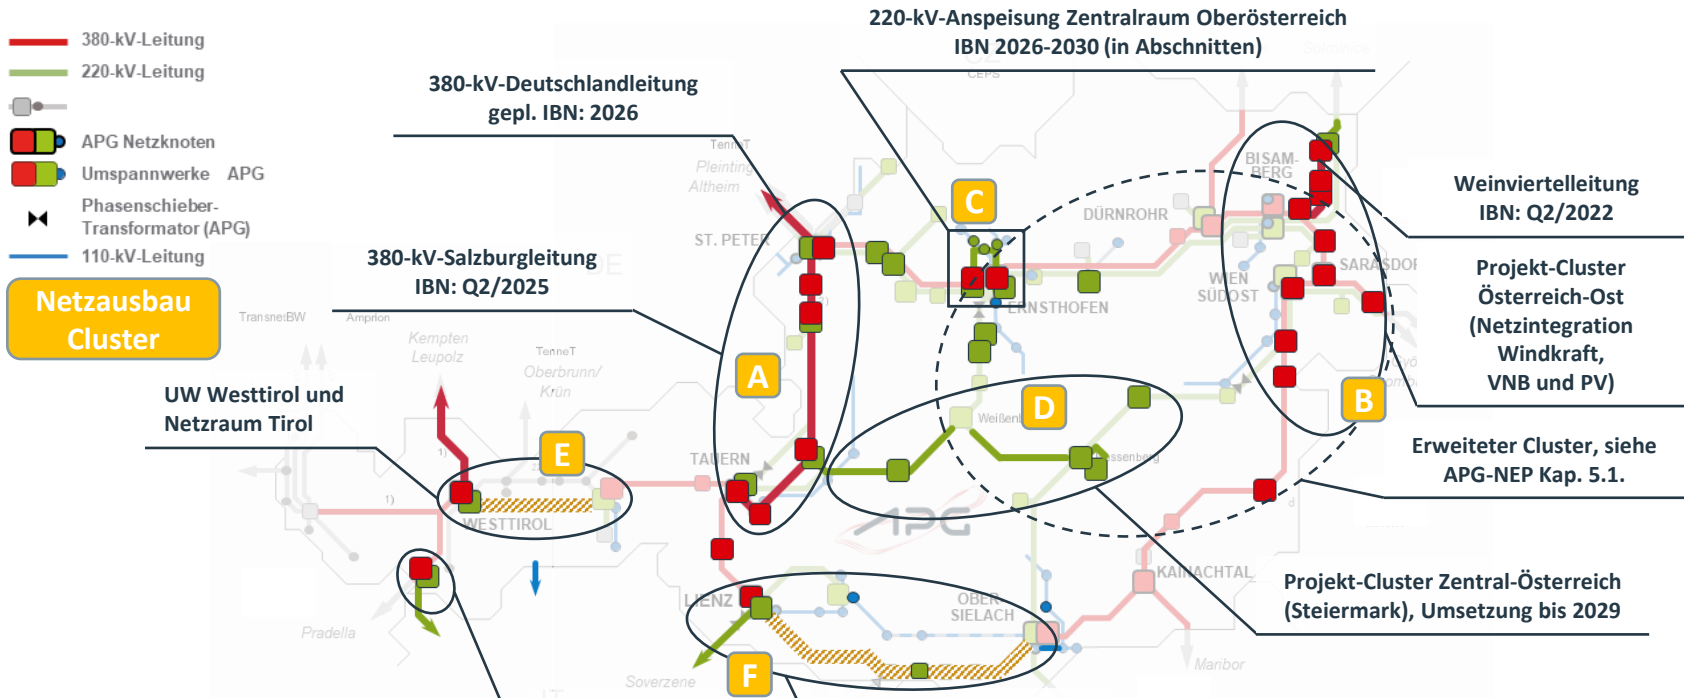 380-kV-Leitung
220-kV-Leitung
APG Netzknoten
Umspannwerke APG
Phasenschieber-
Transformator (APG)
110-kV-Leitung
Netzausbau
Cluster
220-kV-Anspeisung Zentralraum Oberösterreich
IBN 2026-2030 (in Abschnitten)
CEPS
380-kV-Deutschlandleitung
gepl. IBN: 2026
TenneT
Pleinting
Altheim
ST. PETER
380-kV-Salzburgleitung
IBN: Q2/2025
C
DÜRNROHR
BISAM-
BERG
Weinviertelleitung
IBN: Q2/2022
SARASDORF
WIEN
SÜDOST
ERNSTHOFEN
Projekt-Cluster
Österreich-Ost
(Netzintegration
Windkraft,
VNB und PV)
TransnetBW
Amprion
Kempten
Leupolz
TenneT
Oberbrunn/
Krün
A
UW Westtirol und
Netzraum Tirol
D
B
Erweiteter Cluster, siehe
APG-NEP Kap. 5.1.
E
TAUERN
1)
1)
WESTTIROL
APG
KAINACHTAL
Projekt-Cluster Zentral-Österreich
(Steiermark), Umsetzung bis 2029
LIENZ
OBER-
SIELACH
Pradella
Maribor
Soverzene
F